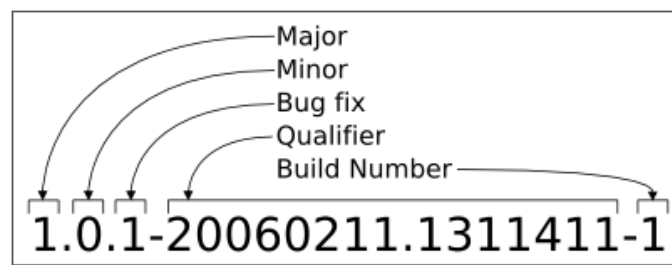 Major
Minor
Bug fix
Qualifier
Build Number
1.0.1-20060211.1311411-1